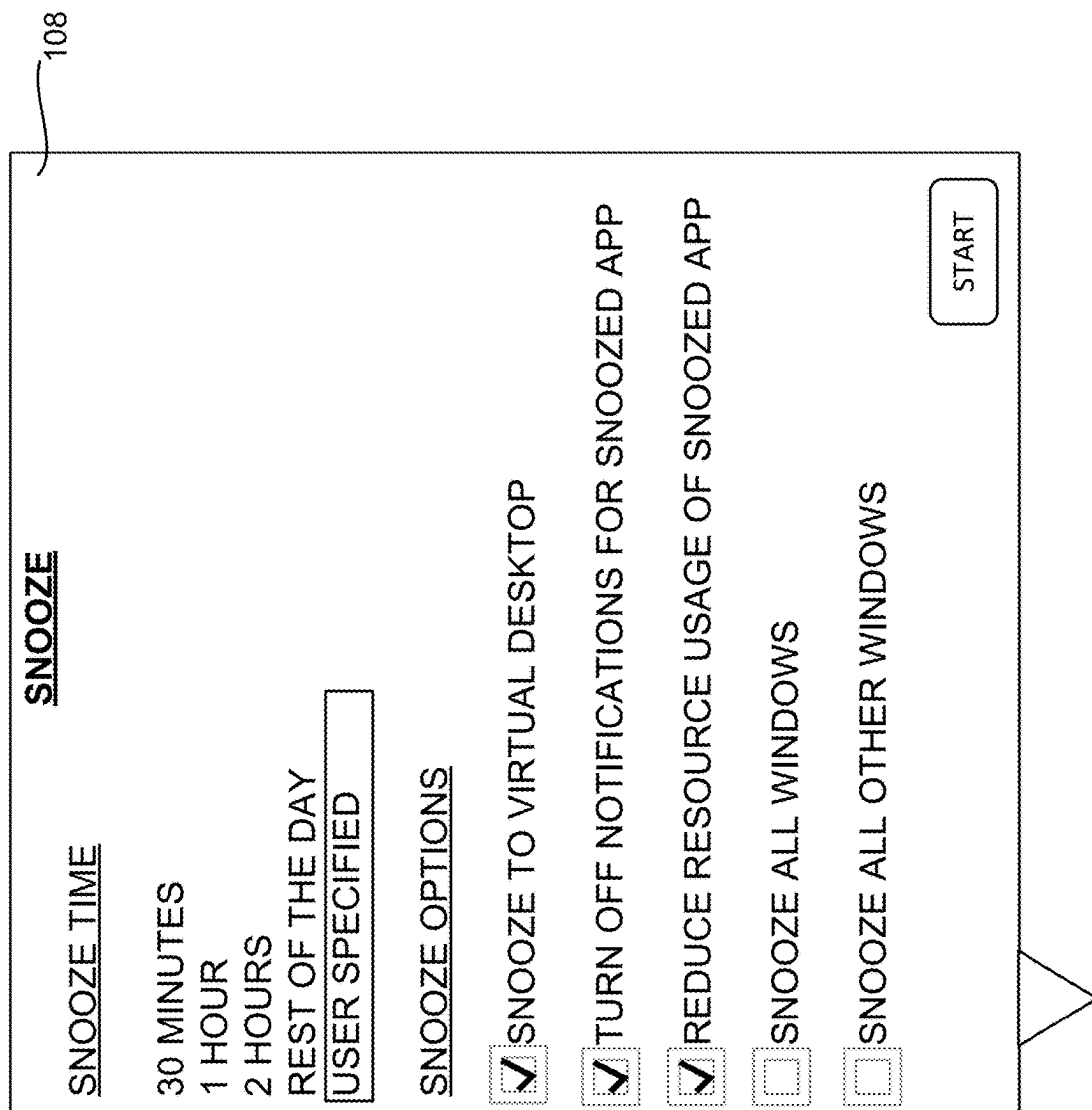 108
SNOOZE
SNOOZE TIME
30 MINUTES
1 HOUR
2 HOURS
REST OF THE DAY
USER SPECIFIED
SNOOZE OPTIONS
SNOOZE TO VIRTUAL DESKTOP
TURN OFF NOTIFICATIONS FOR SNOOZED APP
REDUCE RESOURCE USAGE OF SNOOZED APP
SNOOZE ALL WINDOWS
SNOOZE ALL OTHER WINDOWS
START